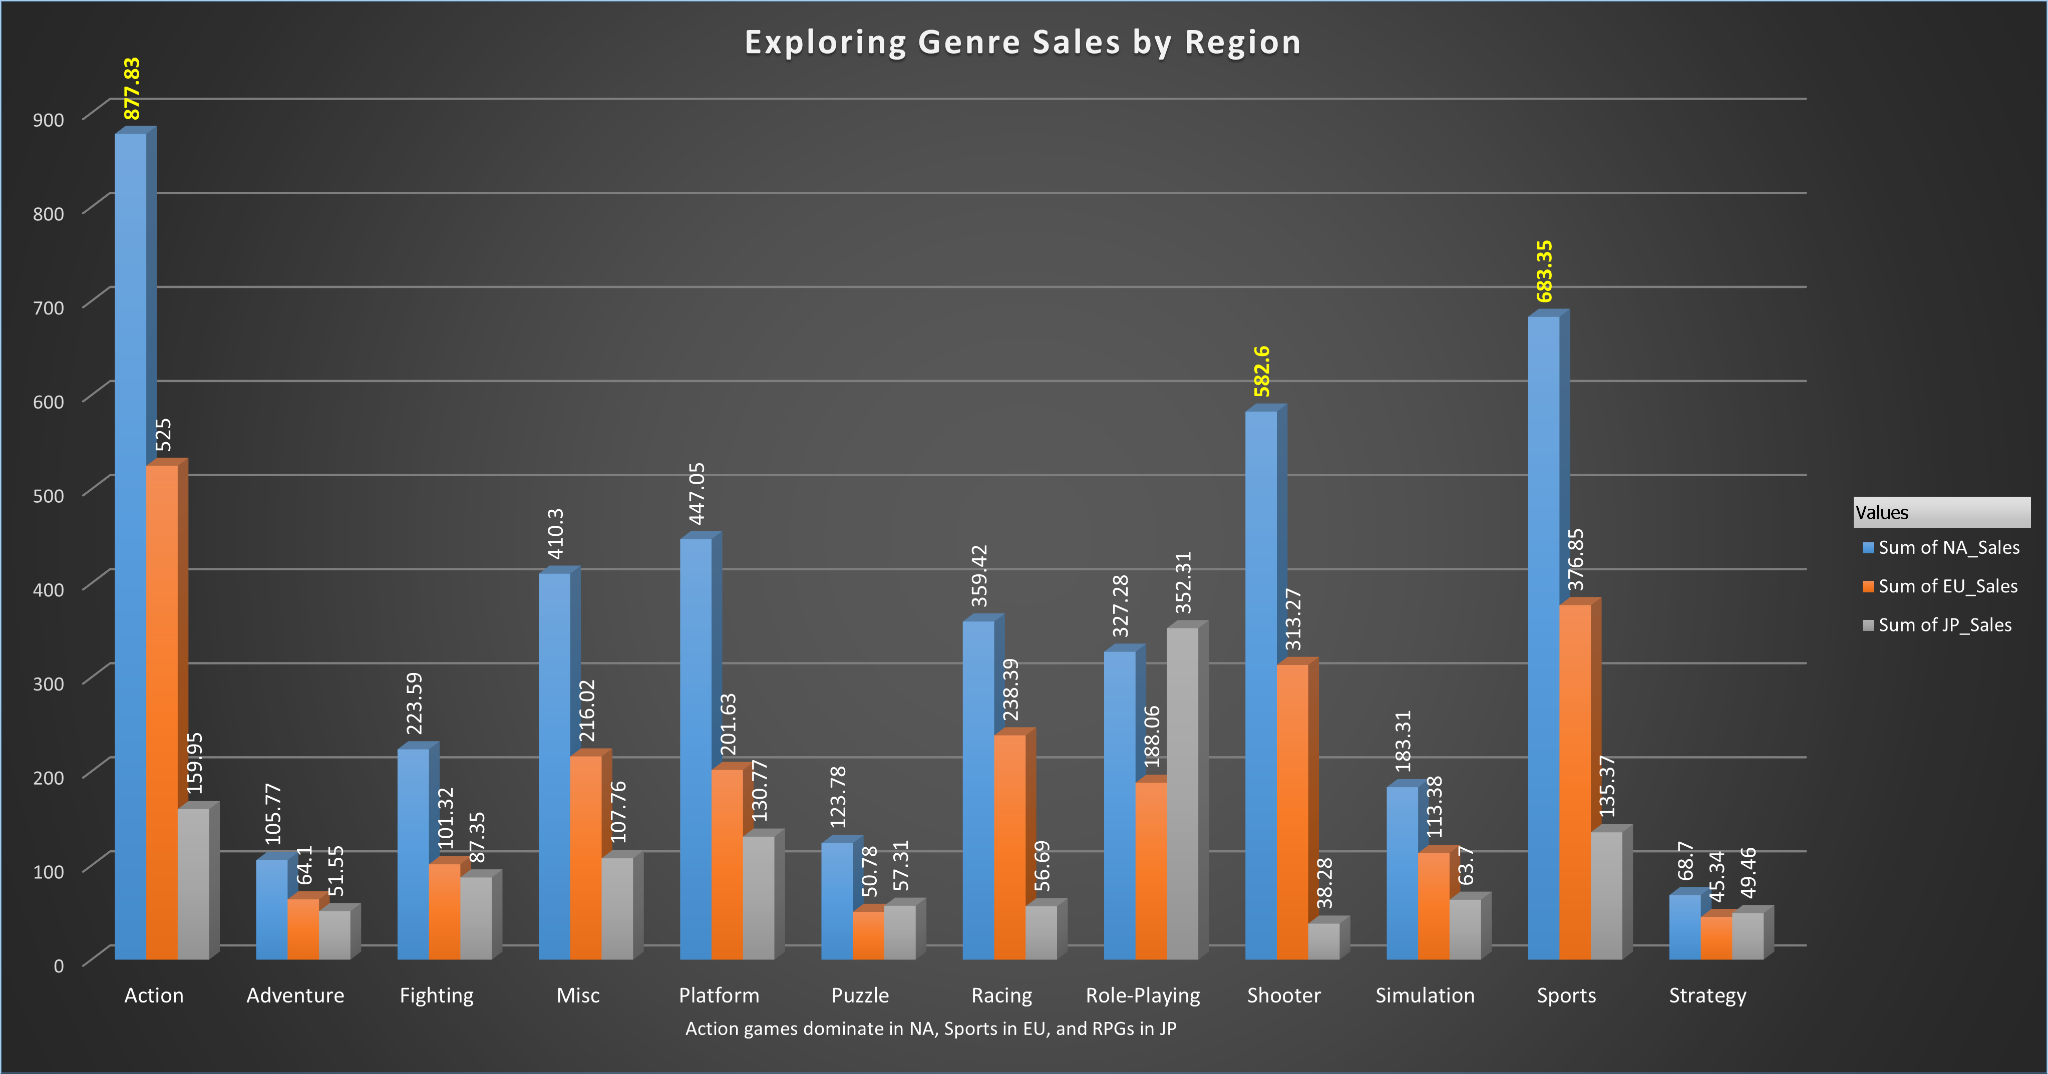 Exploring Genre Sales by Region
900
800
700
600
500
400
300
200
100
0
877.83
525
159.95
105.77
64.1
51.55
223.59
101.32
87.35
410.3
216.02
107.76
447.05
201.63
130.77
123.78
50.78
57.31
359.42
238.39
56.69
327.28
188.06
352.31
582.6
313.27
38.28
183.31
113.38
63.7
683.35
376.85
135.37
68.7
45.34
49.46
Action
Adventure
Fighting
Misc
Platform
Puzzle
Racing
Role-Playing
Shooter
Simulation
Sports
Strategy
Action games dominate in NA, Sports in EU, and RPGs in JP
Values
Sum of NA_Sales
Sum of EU_Sales
Sum of JP_Sales